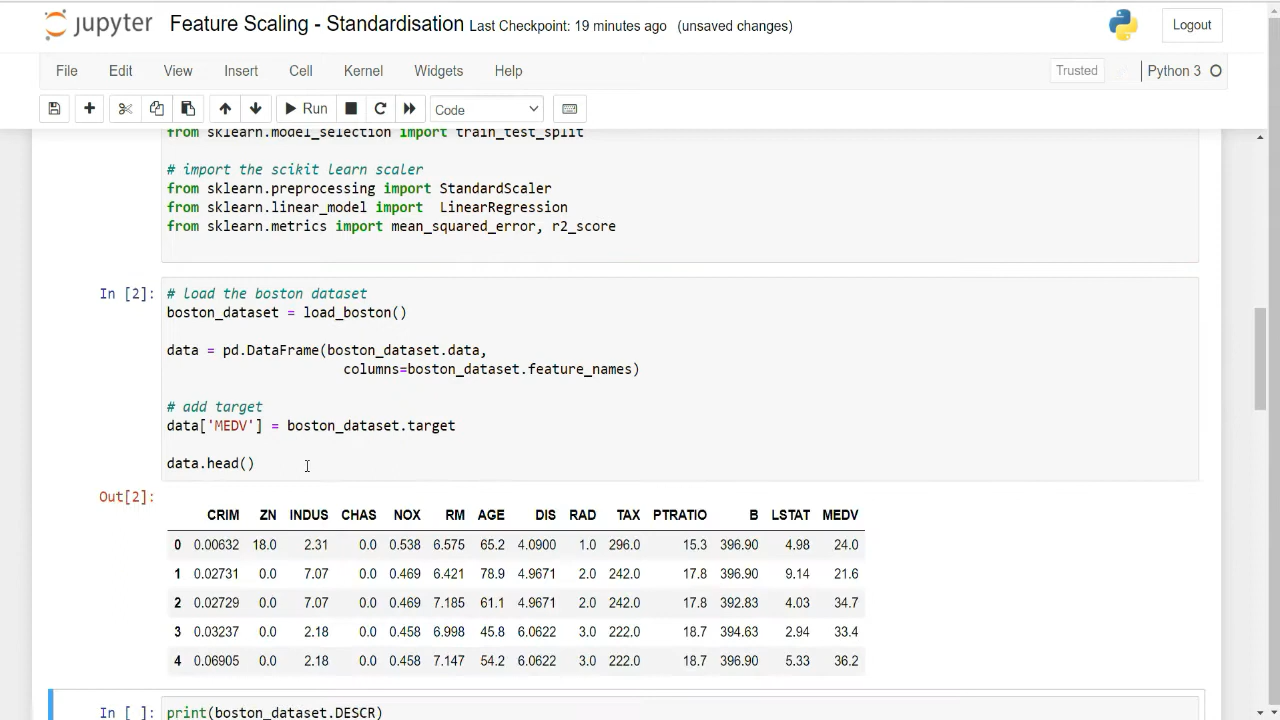 jupyter Feature Scaling - Standardisation Last Checkpoint: 19 minutes ago (unsaved changes) Logout
File Edit View Insert Cell Kernel Widgets Help Trusted Python 3
Run Code
from sklearn.model_selection import train_test_split
# import the scikit learn scaler
from sklearn.preprocessing import StandardScaler
from sklearn.linear_model import  LinearRegression
from sklearn.metrics import mean_squared_error, r2_score
In [2]: # load the boston dataset
boston_dataset = load_boston()
data = pd.DataFrame(boston_dataset.data,
columns=boston_dataset.feature_names)
# add target
data['MEDV'] = boston_dataset.target
data.head()
Out[2]:
CRIM ZN INDUS CHAS NOX RM AGE DIS RAD TAX PTRATIO B LSTAT MEDV
0 0.00632 18.0 2.31 0.0 0.538 6.575 65.2 4.0900 1.0 296.0 15.3 396.90 4.98 24.0
1 0.02731 0.0 7.07 0.0 0.469 6.421 78.9 4.9671 2.0 242.0 17.8 396.90 9.14 21.6
2 0.02729 0.0 7.07 0.0 0.469 7.185 61.1 4.9671 2.0 242.0 17.8 392.83 4.03 34.7
3 0.03237 0.0 2.18 0.0 0.458 6.998 45.8 6.0622 3.0 222.0 18.7 394.63 2.94 33.4
4 0.06905 0.0 2.18 0.0 0.458 7.147 54.2 6.0622 3.0 222.0 18.7 396.90 5.33 36.2
In [ ]: print(boston_dataset.DESCR)